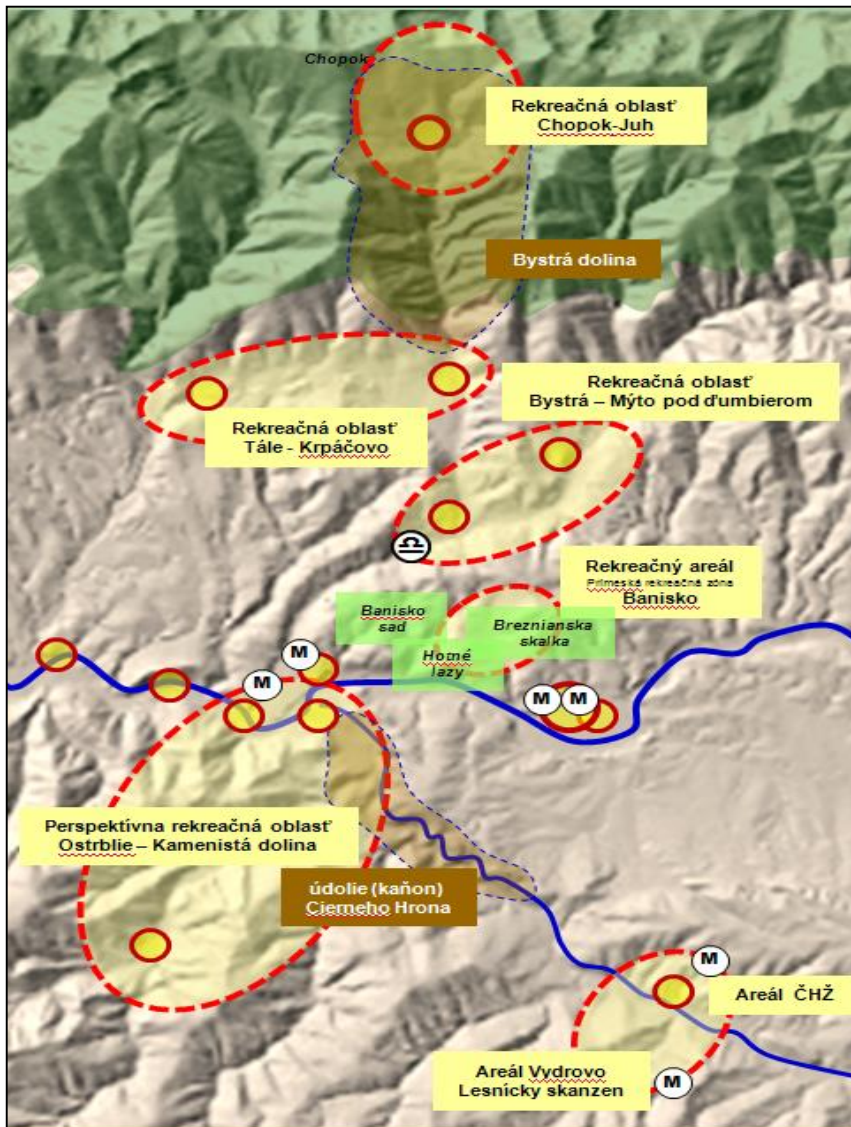 Chopok
Rekreačná oblasť
Chopok-Juh
Bystrá dolina
Rekreačná oblasť
Bystrá – Mýto pod ďumbierom
Rekreačná oblasť
Tále - Krpáčovo
Rekreačný areál
Prímeská rekreačná zóna
Banisko
Banisko
sad
Breznianska
skalka
Horné
lazy
M
M
M
M
Perspektívna rekreačná oblasť
Ostrblie – Kamenistá dolina
údolie (kaňon)
Cierneho Hrona
M
Areál ČHŽ
Areál Vydrovo
Lesnícky skanzen
M